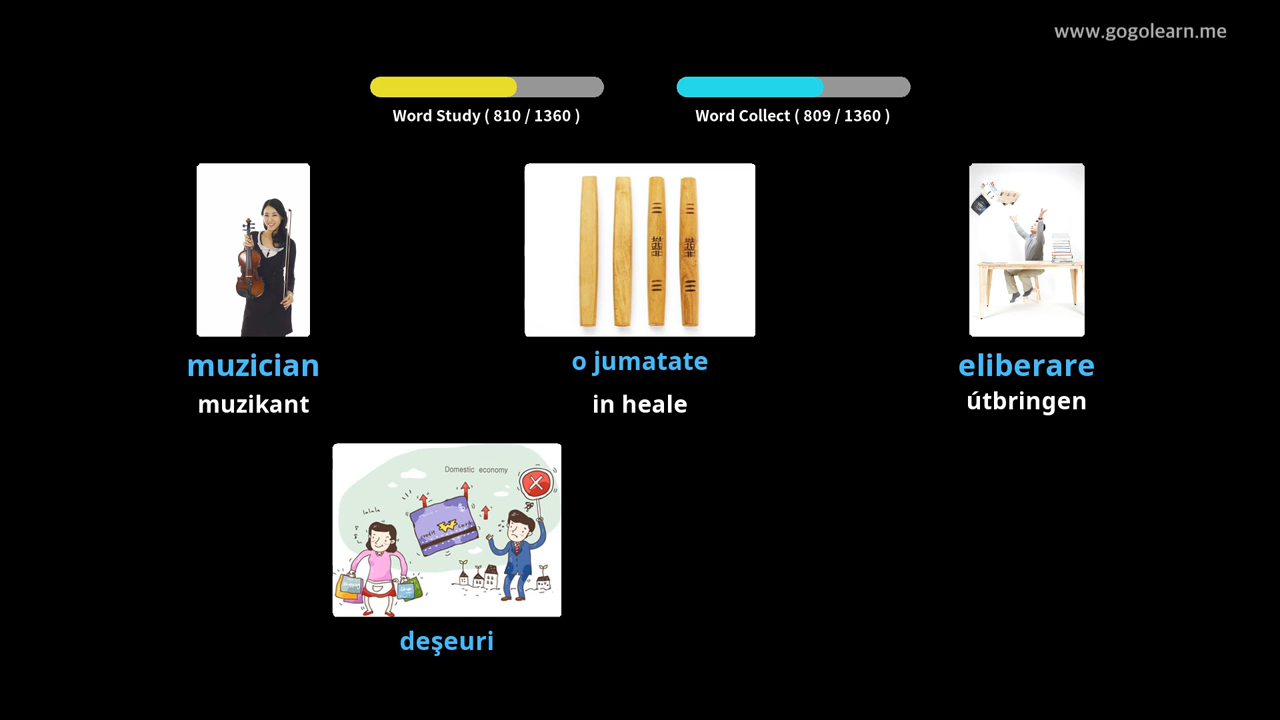 www.gogolearn.me
Word Study ( 810 / 1360 )
Word Collect ( 809 / 1360 )
muzician
muzikant
o jumatate
in heale
eliberare
útbringen
Domestic economy
lalala
deşeuri